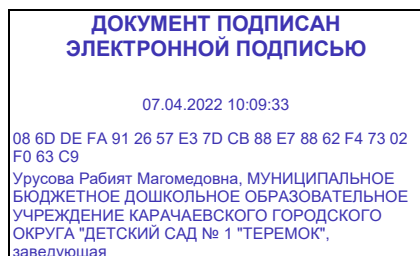 ДОКУМЕНТ ПОДПИСАН
ЭЛЕКТРОННОЙ ПОДПИСЬЮ
07.04.2022 10:09:33
08 6D DE FA 91 26 57 E3 7D CB 88 E7 88 62 F4 73 02
F0 63 C9
Урусова Рабият Магомедовна, МУНИЦИПАЛЬНОЕ
БЮДЖЕТНОЕ ДОШКОЛЬНОЕ ОБРАЗОВАТЕЛЬНОЕ
УЧРЕЖДЕНИЕ КАРАЧАЕВСКОГО ГОРОДСКОГО
ОКРУГА "ДЕТСКИЙ САД № 1 "ТЕРЕМОК",
заведующая